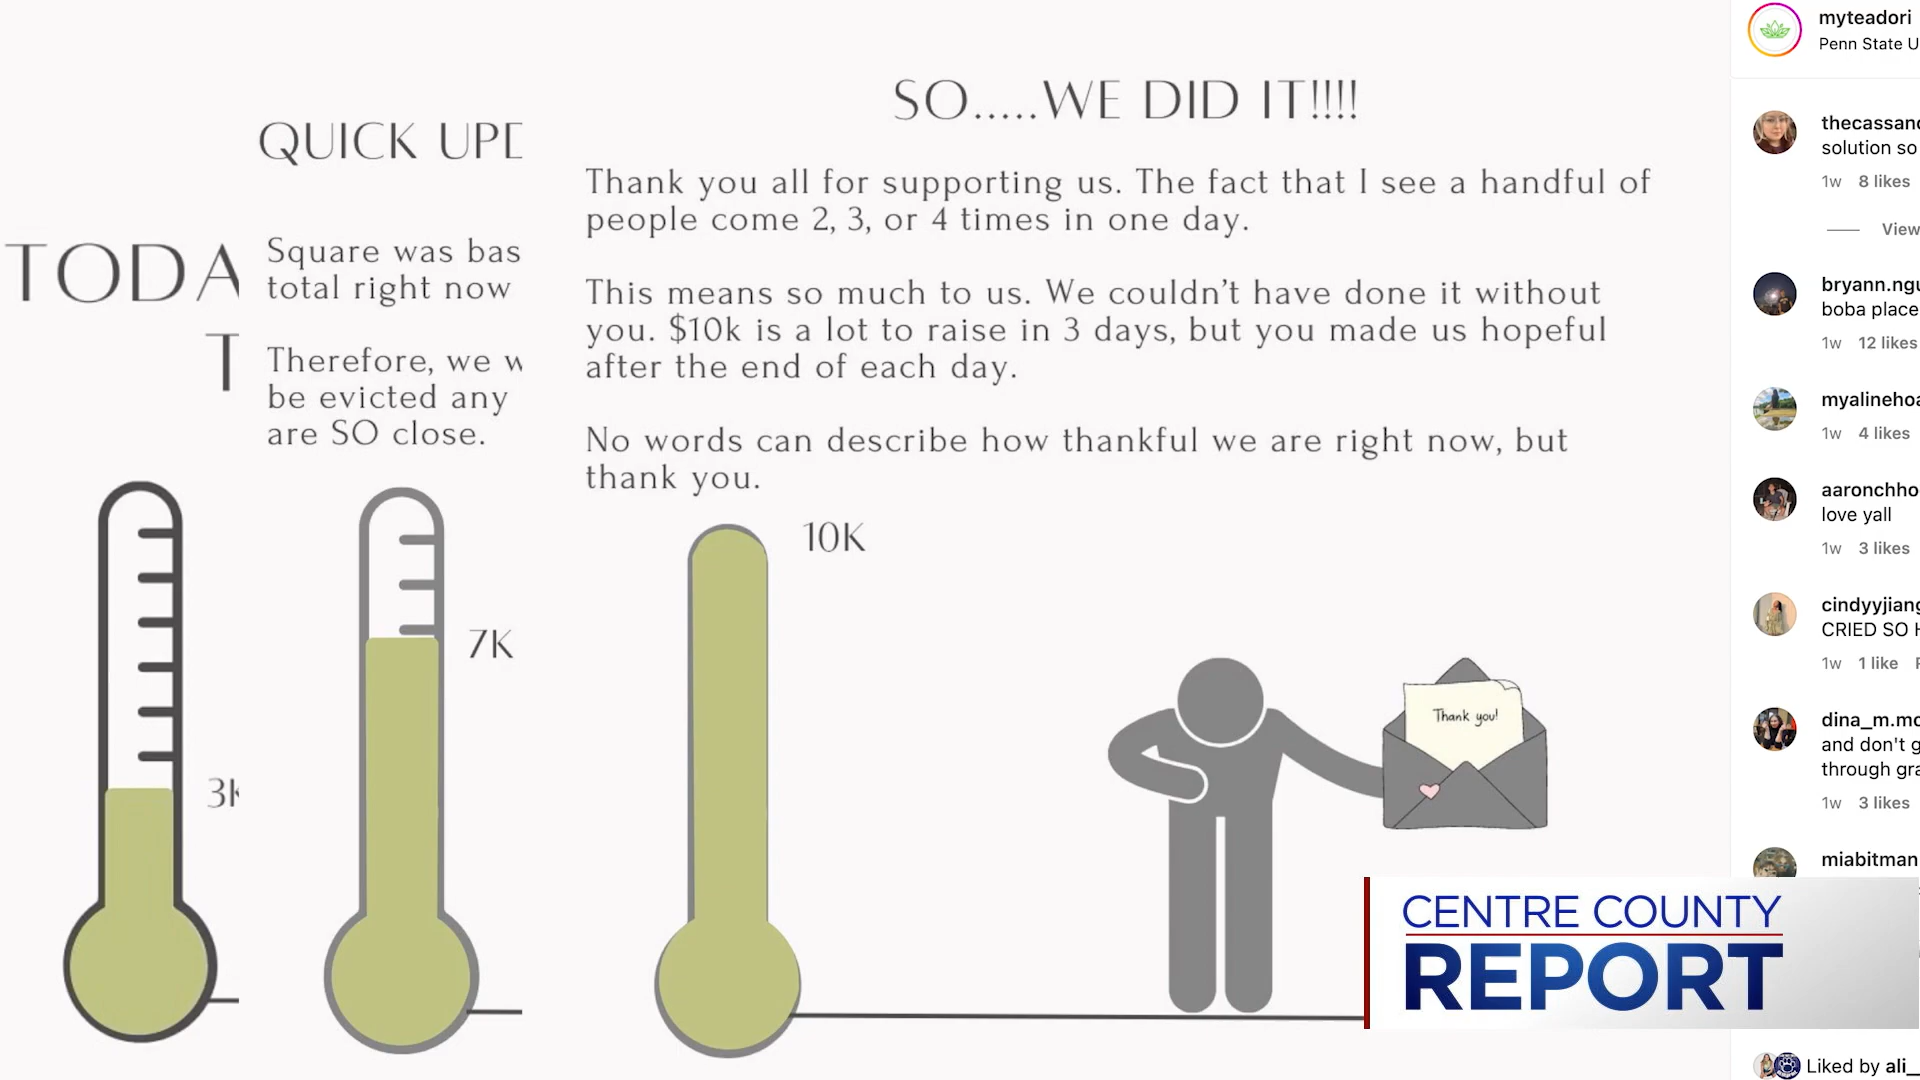 TODA
T
3K
QUICK UPD
Square was bas
total right now
Therefore, we w
be evicted any
are SO close.
7K
SO.....WE DID IT!!!!
Thank you all for supporting us. The fact that I see a handful of
people come 2, 3, or 4 times in one day.
This means so much to us. We couldn't have done it without
you. $10k is a lot to raise in 3 days, but you made us hopeful
after the end of each day.
No words can describe how thankful we are right now, but
thank you.
10K
Thank you!
myteadori
Penn State U
thecassand
solution so
1w 8 likes
View
bryann.ngu
boba place
1w 12 likes
myalinehoa
1w 4 likes
aaronchho
love yall
1w 3 likes
cindyyjiang
CRIED SO H
1w 1 like
dina_m.mo
and don't g
through gra
1w 3 likes
miabitman
CENTRE COUNTY
REPORT
Liked by ali_